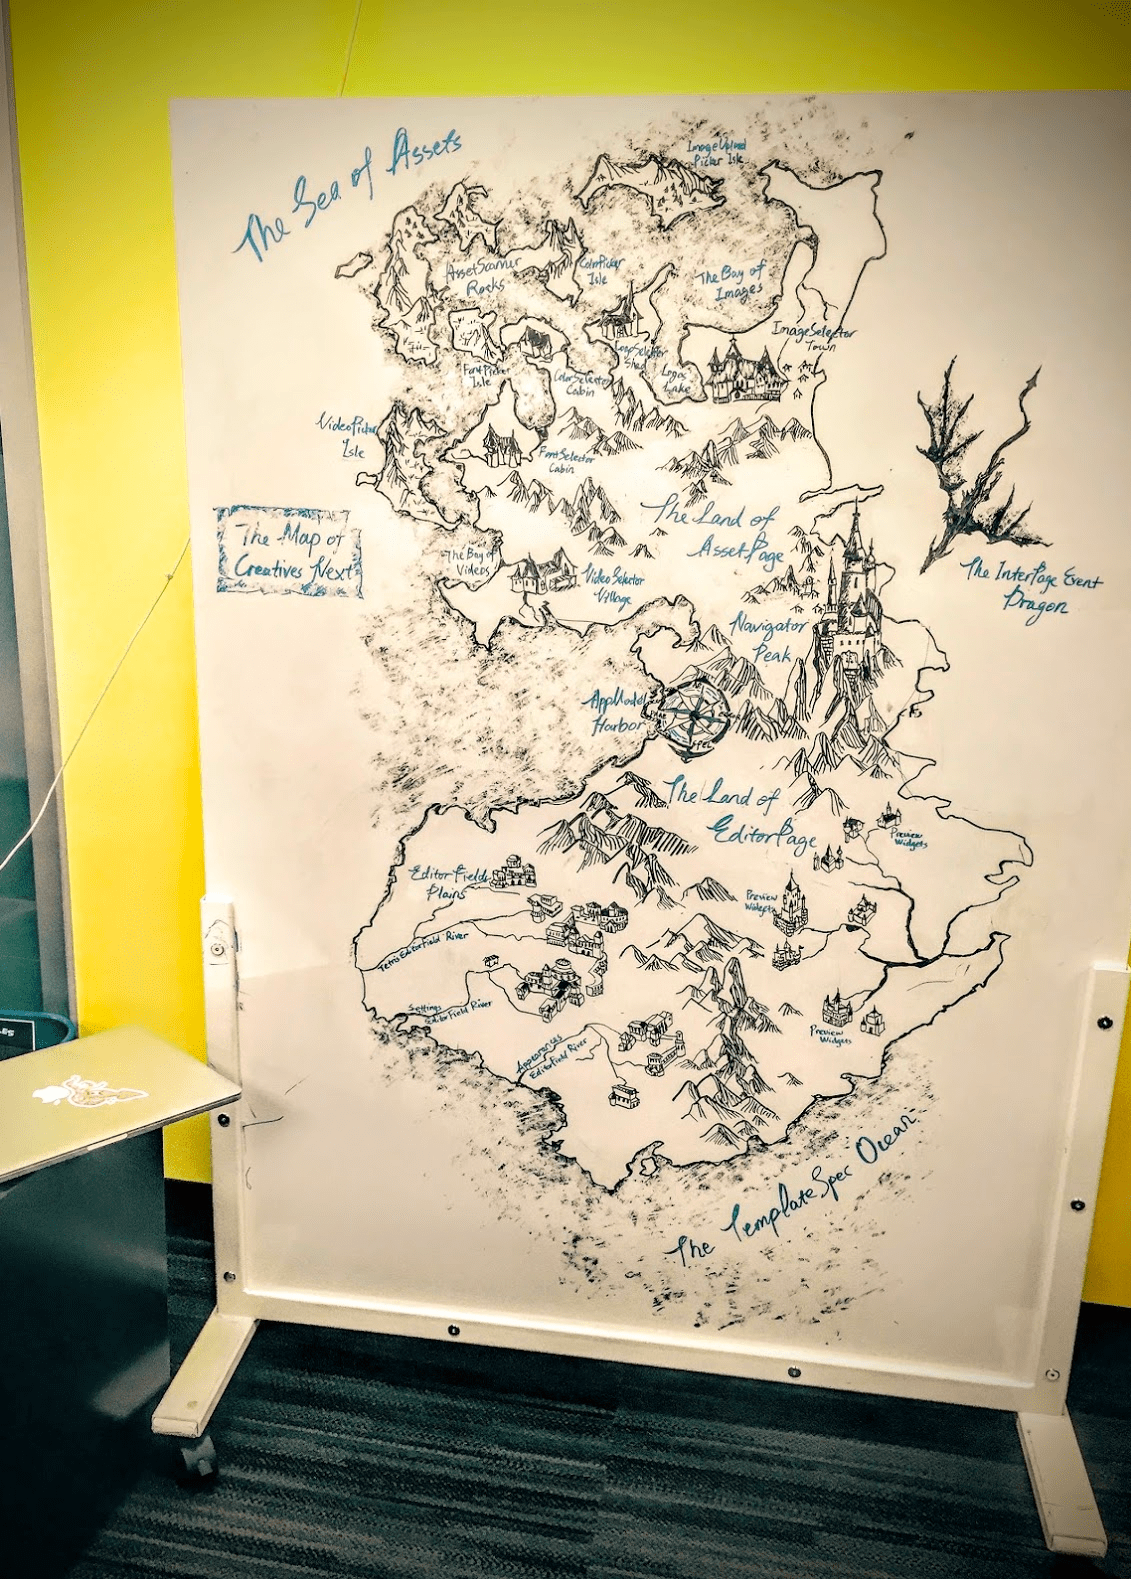 The Sea of Assets
ImageUpload
Picker Isle
AssetScanner
Rocks
ColorPicker
Isle
The Bay of
Images
ImageSelector
Town
LogoSelector
Shed
Logos
Lake
FontPicker
Isle
ColorSelector
Cabin
VideoPicker
Isle
FontSelector
Cabin
The Map of
Creatives Next
The Land of
AssetPage
The Bay of
Videos
VideoSelector
Village
The InterPage Event
Dragon
Navigator
Peak
AppModel
Harbor
The Land of
EditorPage
Preview
Widgets
EditorFields
Plains
Preview
Widgets
EditorField River
Settings
EditorField River
Preview
Widgets
Appearances
EditorField River
The TemplateSpec Ocean